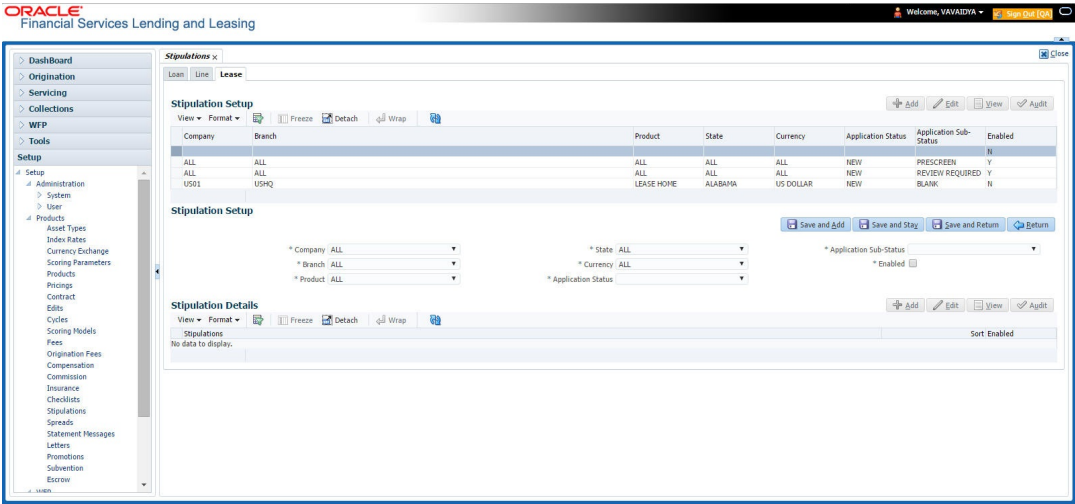 ORACLE
Financial Services Lending and Leasing
Welcome, VAVAIDYA
Sign Out [QA]
DashBoard
Origination
Servicing
Collections
WFP
Tools
Setup
Setup
Administration
System
User
Products
Asset Types
Index Rates
Currency Exchange
Scoring Parameters
Products
Pricings
Contract
Edits
Cycles
Scoring Models
Fees
Origination Fees
Compensation
Commission
Insurance
Checklists
Stipulations
Spreads
Statement Messages
Letters
Promotions
Subvention
Escrow
WFP
Stipulations x
Close
Loan Line Lease
Stipulation Setup
Add Edit View Audit
View Format Freeze Detach Wrap
Company Branch Product State Currency Application Status Application Sub-Status Enabled
N
ALL ALL ALL ALL ALL NEW PRESCREEN Y
ALL ALL ALL ALL ALL NEW REVIEW REQUIRED Y
US01 USHQ LEASE HOME ALABAMA US DOLLAR NEW BLANK N
Stipulation Setup
Save and Add Save and Stay Save and Return Return
* Company ALL * State ALL * Application Sub-Status
* Branch ALL * Currency ALL * Enabled
* Product ALL * Application Status
Stipulation Details
Add Edit View Audit
View Format Freeze Detach Wrap
Stipulations Sort Enabled
No data to display.